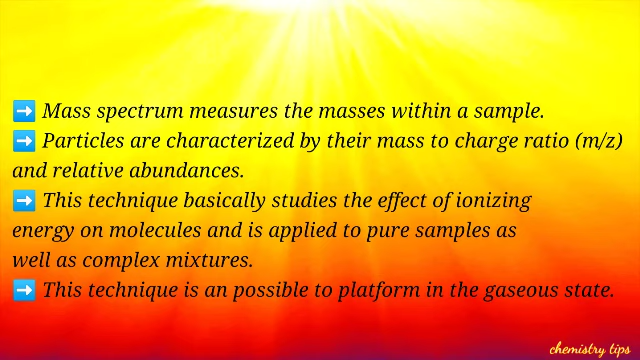 ➡ Mass spectrum measures the masses within a sample.
➡ Particles are characterized by their mass to charge ratio (m/z)
and relative abundances.
➡ This technique basically studies the effect of ionizing
energy on molecules and is applied to pure samples as
well as complex mixtures.
➡ This technique is an possible to platform in the gaseous state.
chemistry tips